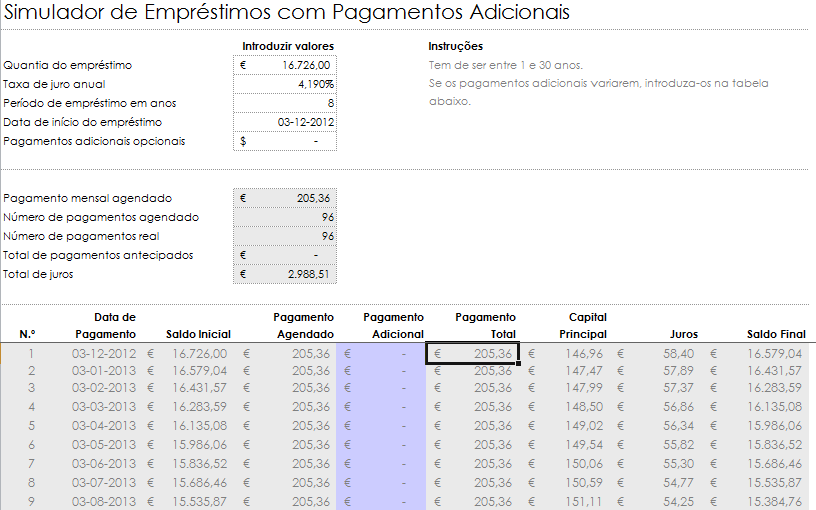 Simulador de Empréstimos com Pagamentos Adicionais
Introduzir valores Instruções
Quantia do empréstimo € 16.726,00 Tem de ser entre 1 e 30 anos.
Taxa de juro anual 4,190% Se os pagamentos adicionais variarem, introduza-os na tabela
Período de empréstimo em anos 8 abaixo.
Data de início do empréstimo 03-12-2012
Pagamentos adicionais opcionais $ -
Pagamento mensal agendado € 205,36
Número de pagamentos agendado 96
Número de pagamentos real 96
Total de pagamentos antecipados € -
Total de juros € 2.988,51
Data de Pagamento Pagamento Pagamento Capital
N.º Pagamento Saldo Inicial Agendado Adicional Total Principal Juros Saldo Final
1 03-12-2012 € 16.726,00 € 205,36 € - € 205,36 € 146,96 € 58,40 € 16.579,04
2 03-01-2013 € 16.579,04 € 205,36 € - € 205,36 € 147,47 € 57,89 € 16.431,57
3 03-02-2013 € 16.431,57 € 205,36 € - € 205,36 € 147,99 € 57,37 € 16.283,59
4 03-03-2013 € 16.283,59 € 205,36 € - € 205,36 € 148,50 € 56,86 € 16.135,08
5 03-04-2013 € 16.135,08 € 205,36 € - € 205,36 € 149,02 € 56,34 € 15.986,06
6 03-05-2013 € 15.986,06 € 205,36 € - € 205,36 € 149,54 € 55,82 € 15.836,52
7 03-06-2013 € 15.836,52 € 205,36 € - € 205,36 € 150,06 € 55,30 € 15.686,46
8 03-07-2013 € 15.686,46 € 205,36 € - € 205,36 € 150,59 € 54,77 € 15.535,87
9 03-08-2013 € 15.535,87 € 205,36 € - € 205,36 € 151,11 € 54,25 € 15.384,76